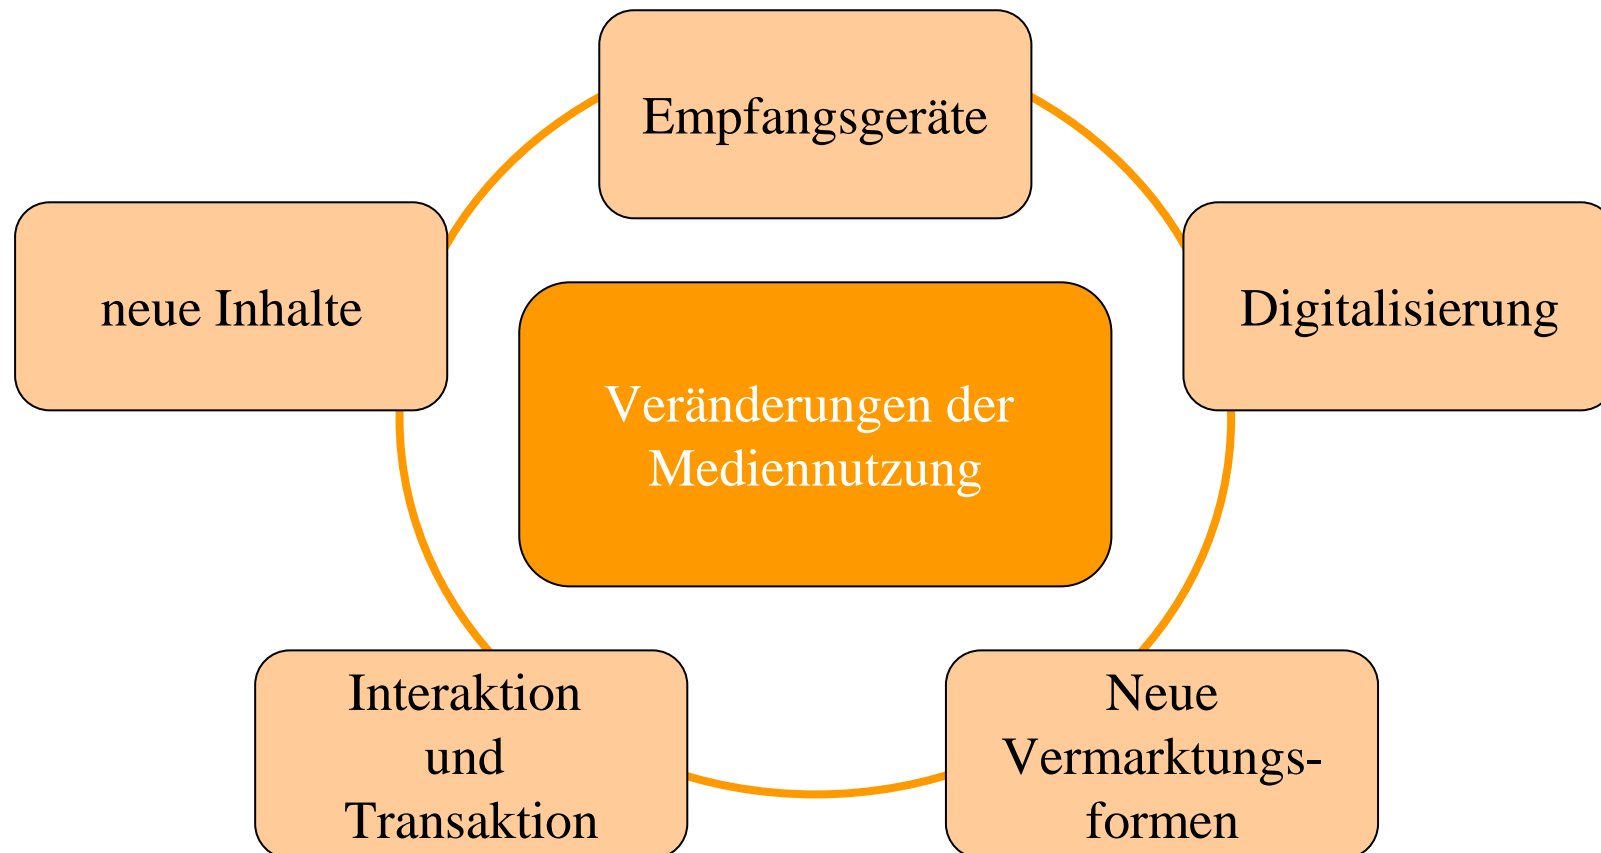 Empfangsgeräte
neue Inhalte
Digitalisierung
Veränderungen der
Mediennutzung
Interaktion
und
Transaktion
Neue
Vermarktungs-
formen